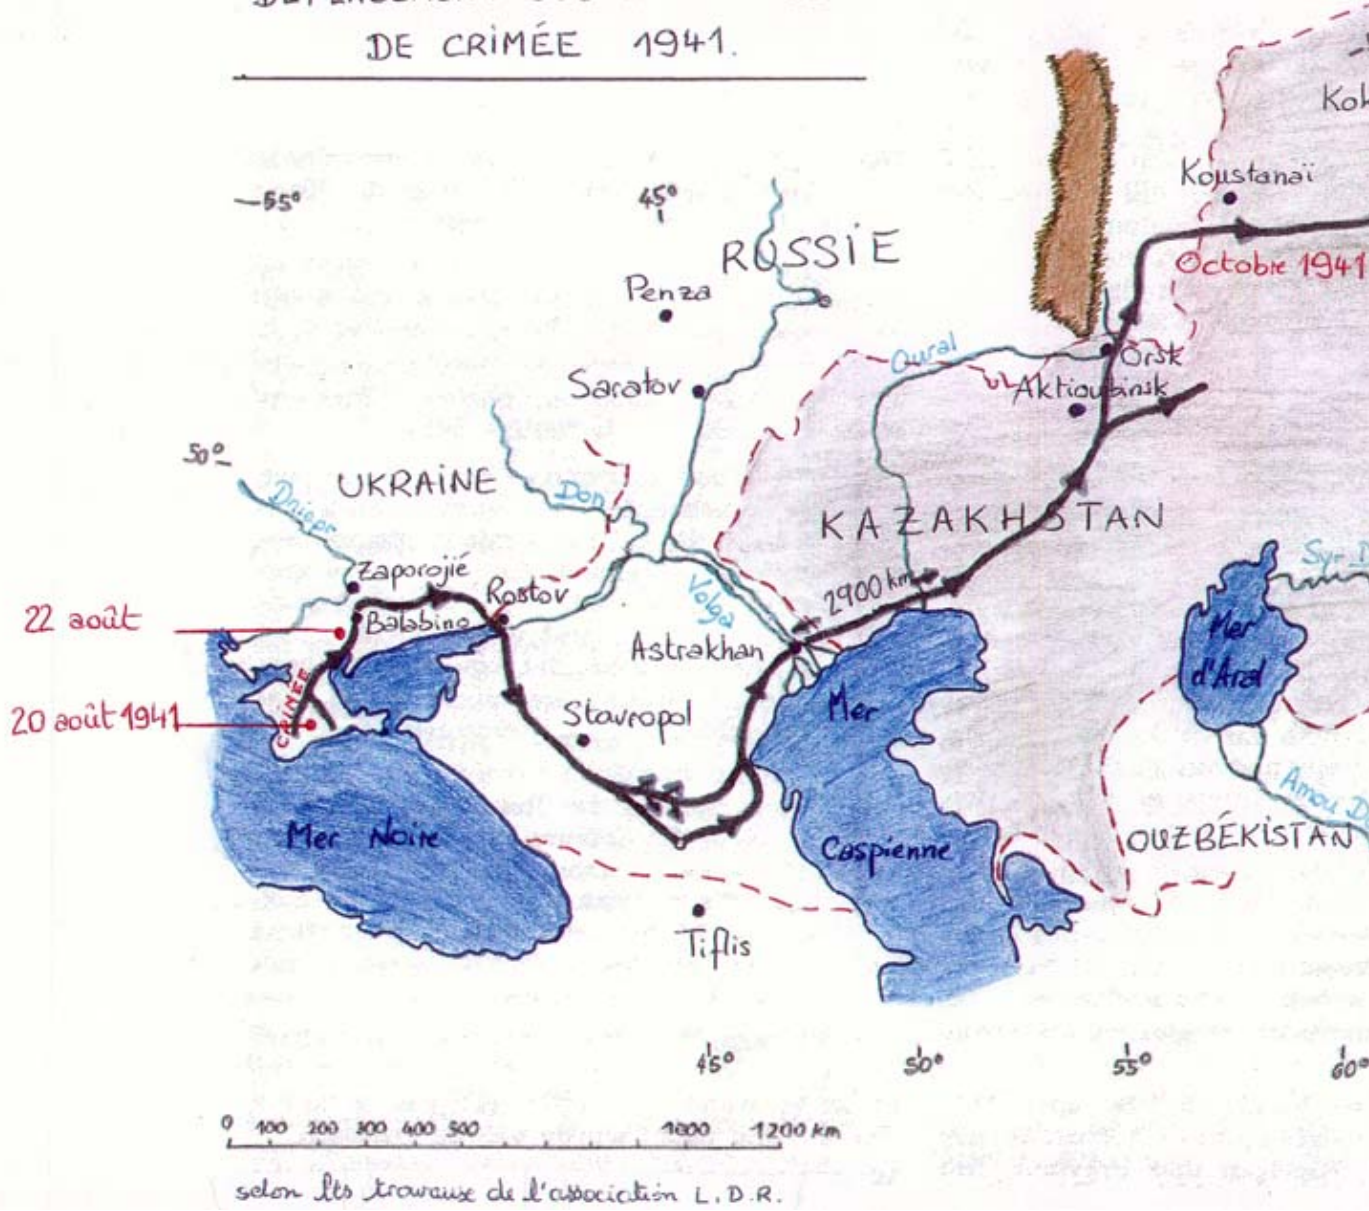 DE CRIMÉE 1941.
55°
45°
Koustanaï
RUSSIE
Octobre 1941
Penza
Oural
Orsk
Saratov
Aktioubinsk
50°
UKRAINE
Dniepr
Don
KAZAKHSTAN
Zaporojié
2900 km
Rostov
Volga
22 août
Balabino
Astrakhan
Mer
d'Aral
CRIMÉE
20 août 1941
Stavropol
Mer
Caspienne
Amou D
Mer Noire
OUZBÉKISTAN
Tiflis
45° 50° 55° 60°
0 100 200 300 400 500 1000 1200 km
selon les travause de l'association L.D.R.